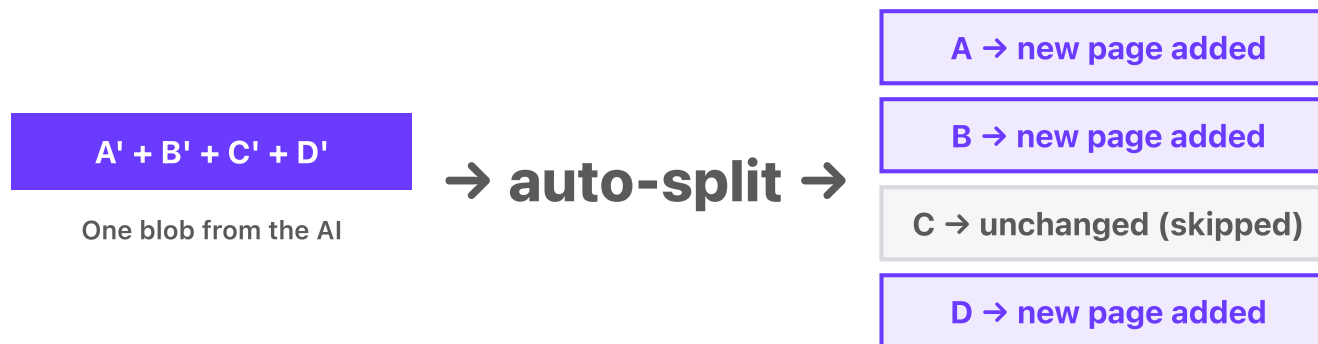 A' + B' + C' + D'
One blob from the AI
→ auto-split →
A → new page added
B → new page added
C → unchanged (skipped)
D → new page added